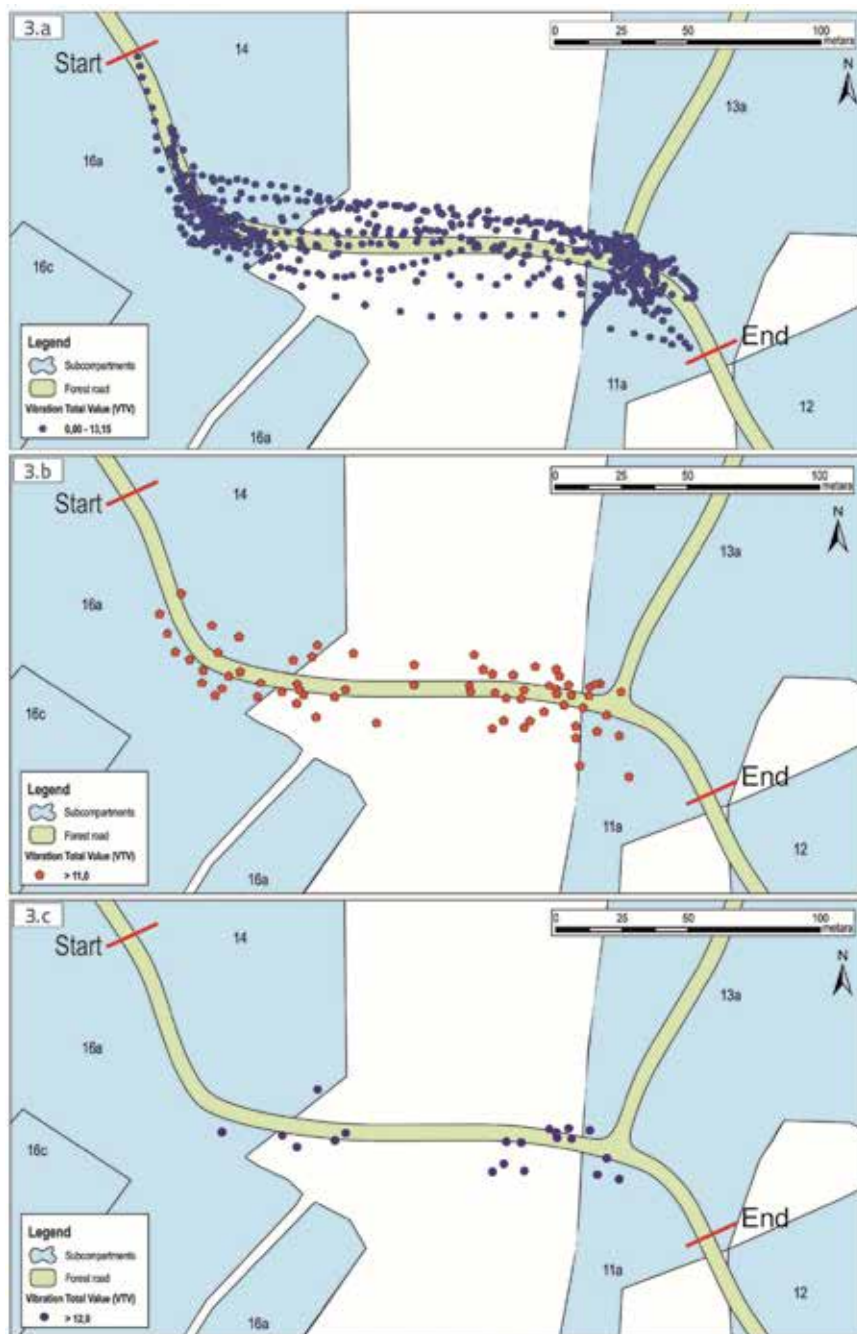 3.a
0 25 50 100
metara
N
Start
14
13a
16a
16c
End
11a
12
16a
Legend
Subcompartments
Forest road
Vibration Total Value (VTV)
0,00 - 13,15
3.b
0 25 50 100
metara
N
Start
14
13a
16a
16c
End
11a
12
16a
Legend
Subcompartments
Forest road
Vibration Total Value (VTV)
> 11,0
3.c
0 25 50 100
metara
N
Start
14
13a
16a
16c
End
11a
12
16a
Legend
Subcompartments
Forest road
Vibration Total Value (VTV)
> 12,0